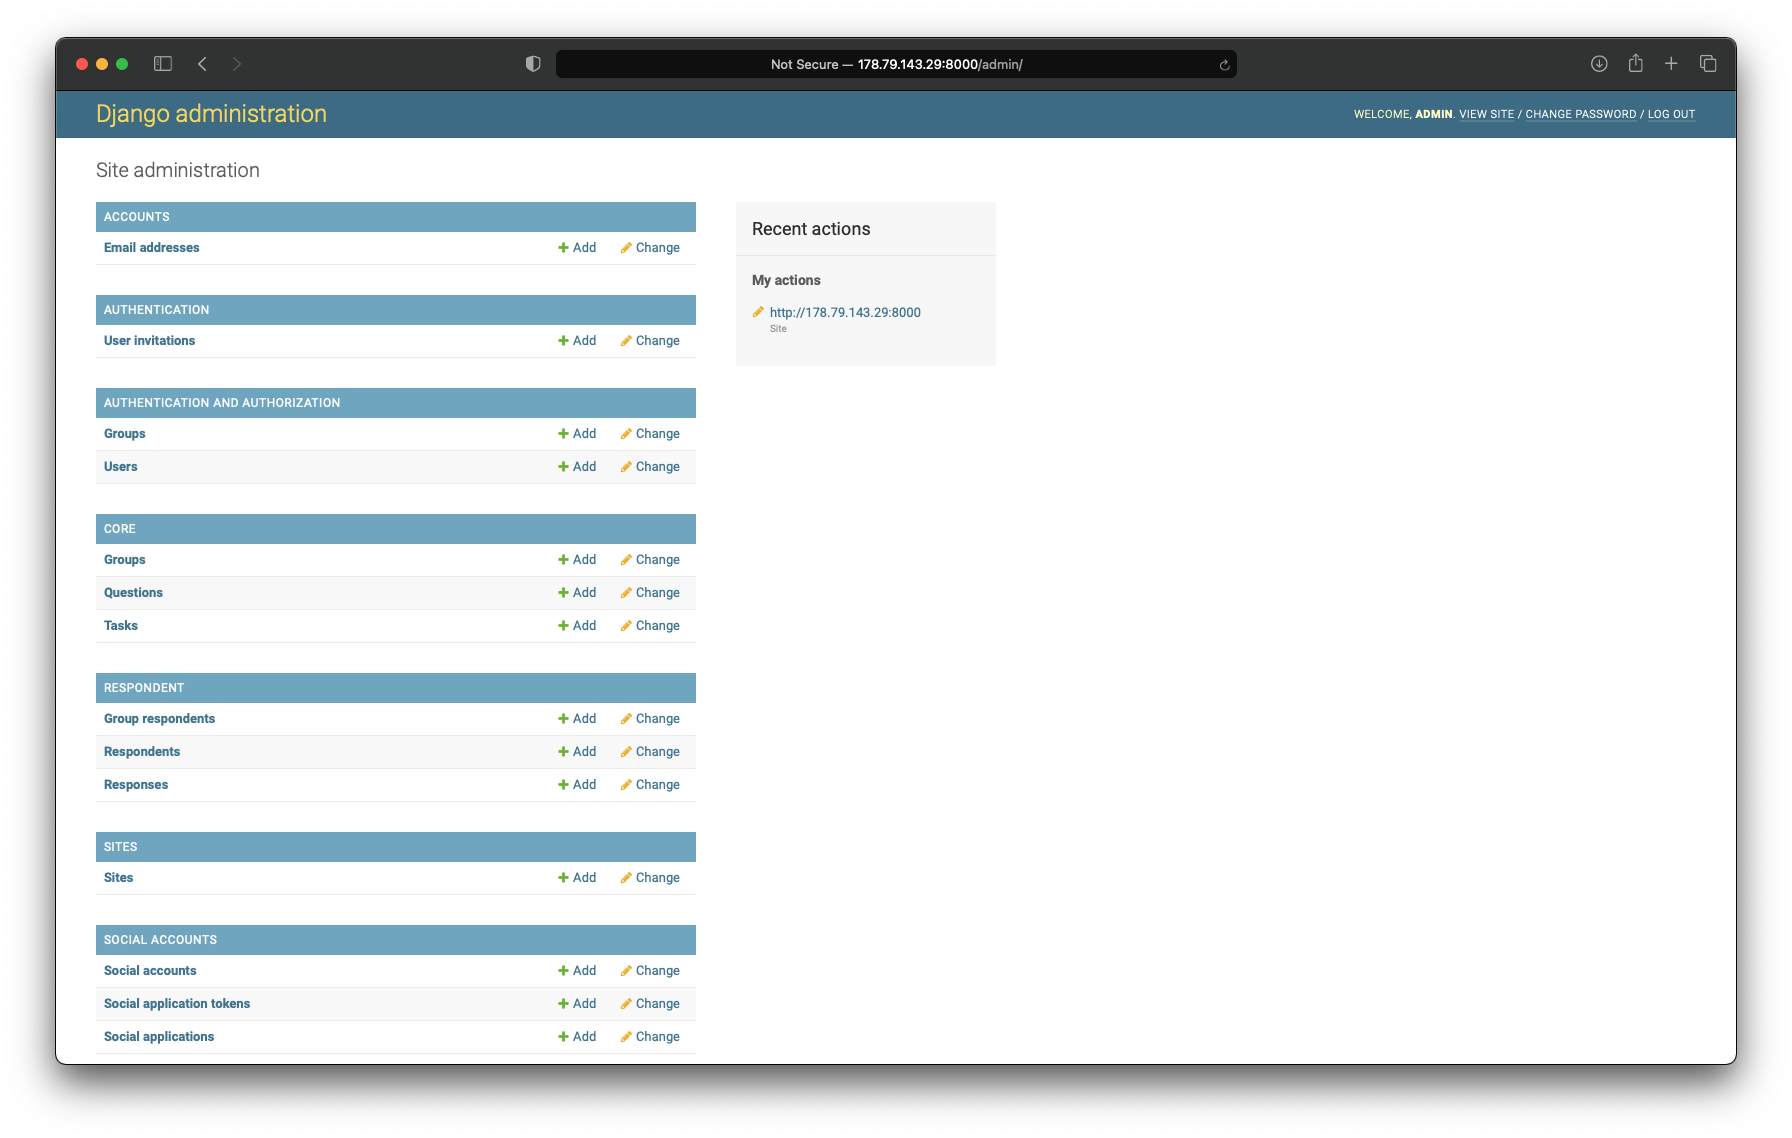 Not Secure — 178.79.143.29:8000/admin/
Django administration
WELCOME, ADMIN. VIEW SITE / CHANGE PASSWORD / LOG OUT
Site administration
ACCOUNTS
Email addresses Add Change
AUTHENTICATION
User invitations Add Change
AUTHENTICATION AND AUTHORIZATION
Groups Add Change
Users Add Change
CORE
Groups Add Change
Questions Add Change
Tasks Add Change
RESPONDENT
Group respondents Add Change
Respondents Add Change
Responses Add Change
SITES
Sites Add Change
SOCIAL ACCOUNTS
Social accounts Add Change
Social application tokens Add Change
Social applications Add Change
Recent actions
My actions
http://178.79.143.29:8000
Site